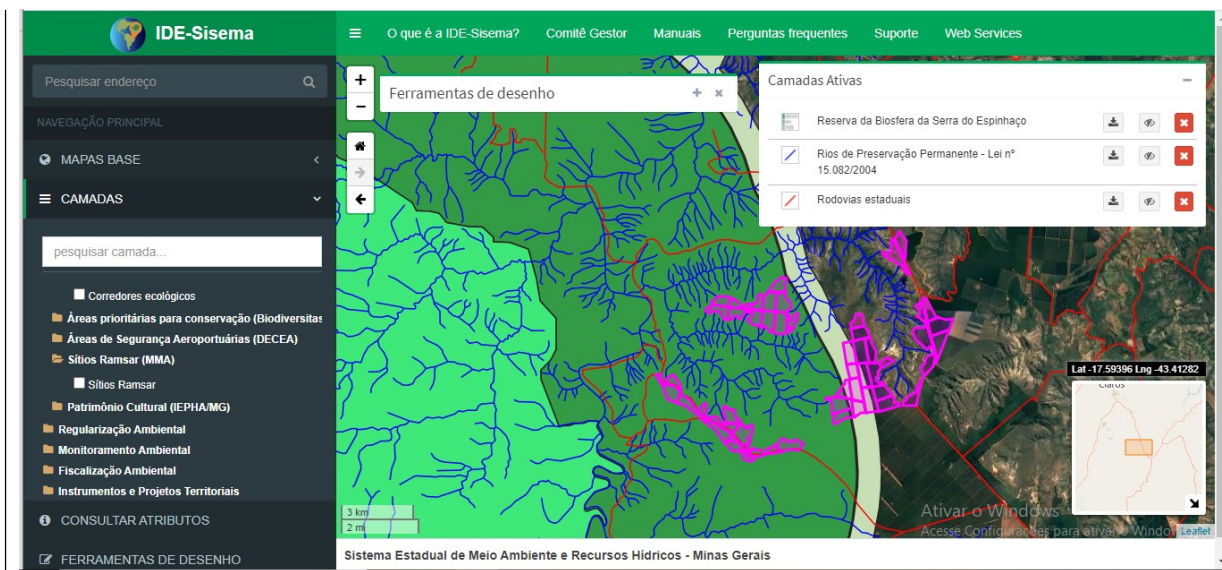 IDE-Sisema
O que é a IDE-Sisema?
Comitê Gestor
Manuais
Perguntas frequentes
Suporte
Web Services
Pesquisar endereço
NAVEGAÇÃO PRINCIPAL
MAPAS BASE
CAMADAS
pesquisar camada...
Corredores ecológicos
Áreas prioritárias para conservação (Biodiversitas
Áreas de Segurança Aeroportuárias (DECEA)
Sítios Ramsar (MMA)
Sítios Ramsar
Patrimônio Cultural (IEPHA/MG)
Regularização Ambiental
Monitoramento Ambiental
Fiscalização Ambiental
Instrumentos e Projetos Territoriais
CONSULTAR ATRIBUTOS
FERRAMENTAS DE DESENHO
Ferramentas de desenho
Camadas Ativas
Reserva da Biosfera da Serra do Espinhaço
Rios de Preservação Permanente - Lei nº
15.082/2004
Rodovias estaduais
Lat -17.59396 Lng -43.41282
Claros
3 km
2 mi
Ativar o Windows
Acesse Configurações para ativar o Windo
Leaflet
Sistema Estadual de Meio Ambiente e Recursos Hídricos - Minas Gerais